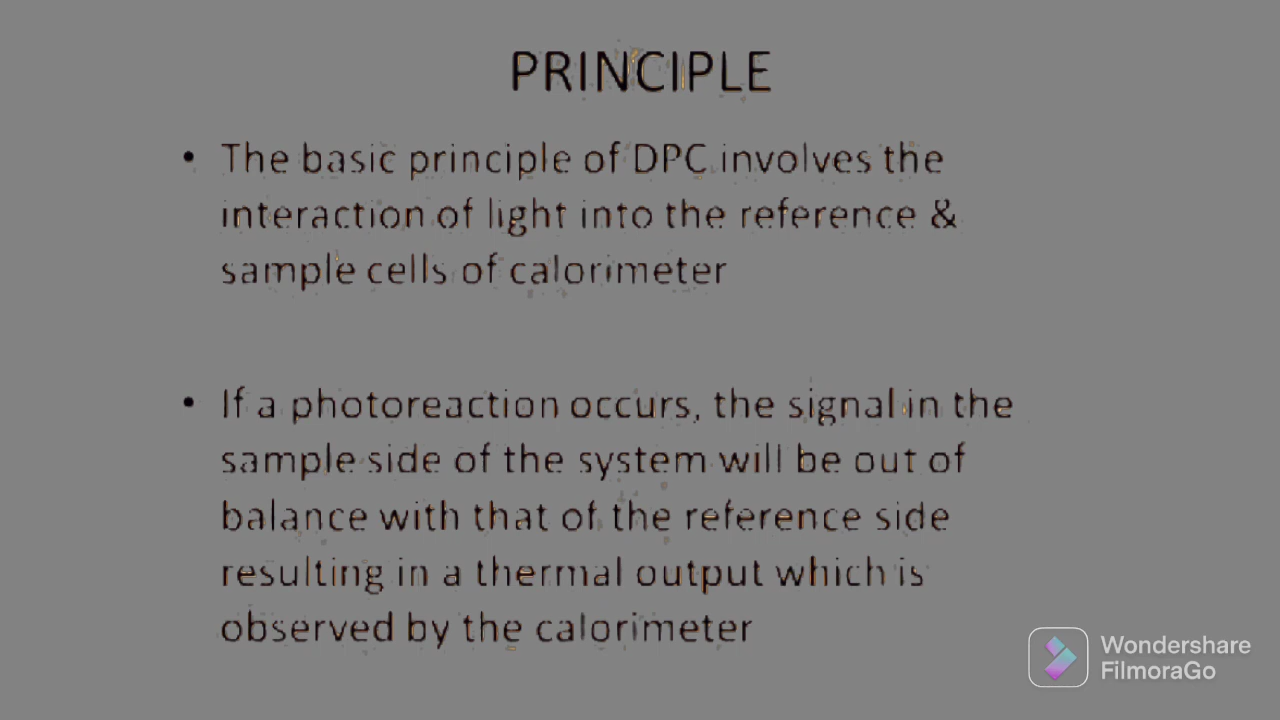 PRINCIPLE
• The basic principle of DPC involves the
interaction of light into the reference &
sample cells of calorimeter
• If a photoreaction occurs, the signal in the
sample side of the system will be out of
balance with that of the reference side
resulting in a thermal output which is
observed by the calorimeter
Wondershare
FilmoraGo